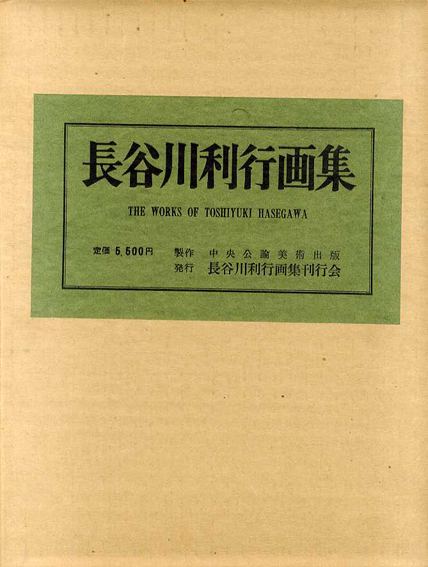 長谷川利行画集
THE WORKS OF TOSHIYUKI HASEGAWA
定価 5,500円 製作 中央公論美術出版
発行 長谷川利行画集刊行会